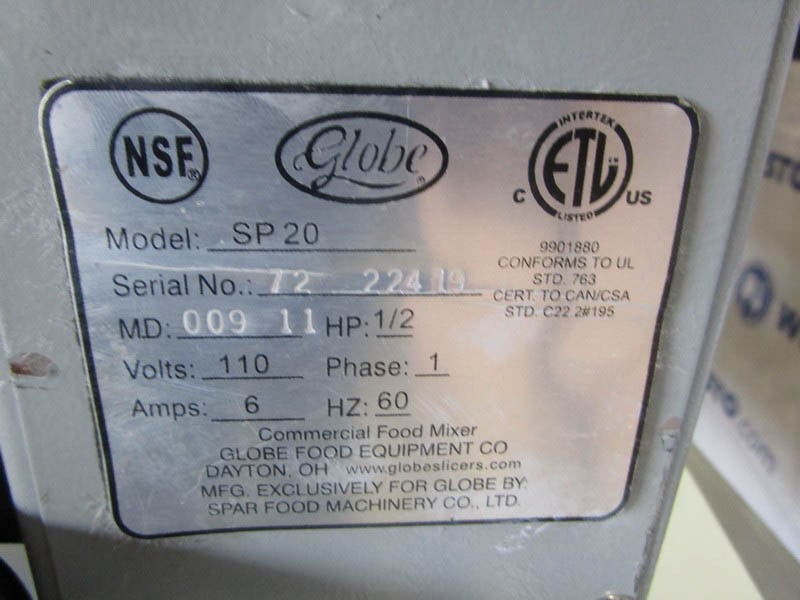 NSF®
Globe®
INTERTEK
ETL
LISTED
C US
Model: SP 20
9901880
CONFORMS TO UL
STD. 763
CERT. TO CAN/CSA
STD. C22.2#195
Serial No.: 72 22419
MD: 009 11 HP: 1/2
Volts: 110 Phase: 1
Amps: 6 HZ: 60
Commercial Food Mixer
GLOBE FOOD EQUIPMENT CO
DAYTON, OH www.globeslicers.com
MFG. EXCLUSIVELY FOR GLOBE BY:
SPAR FOOD MACHINERY CO., LTD.